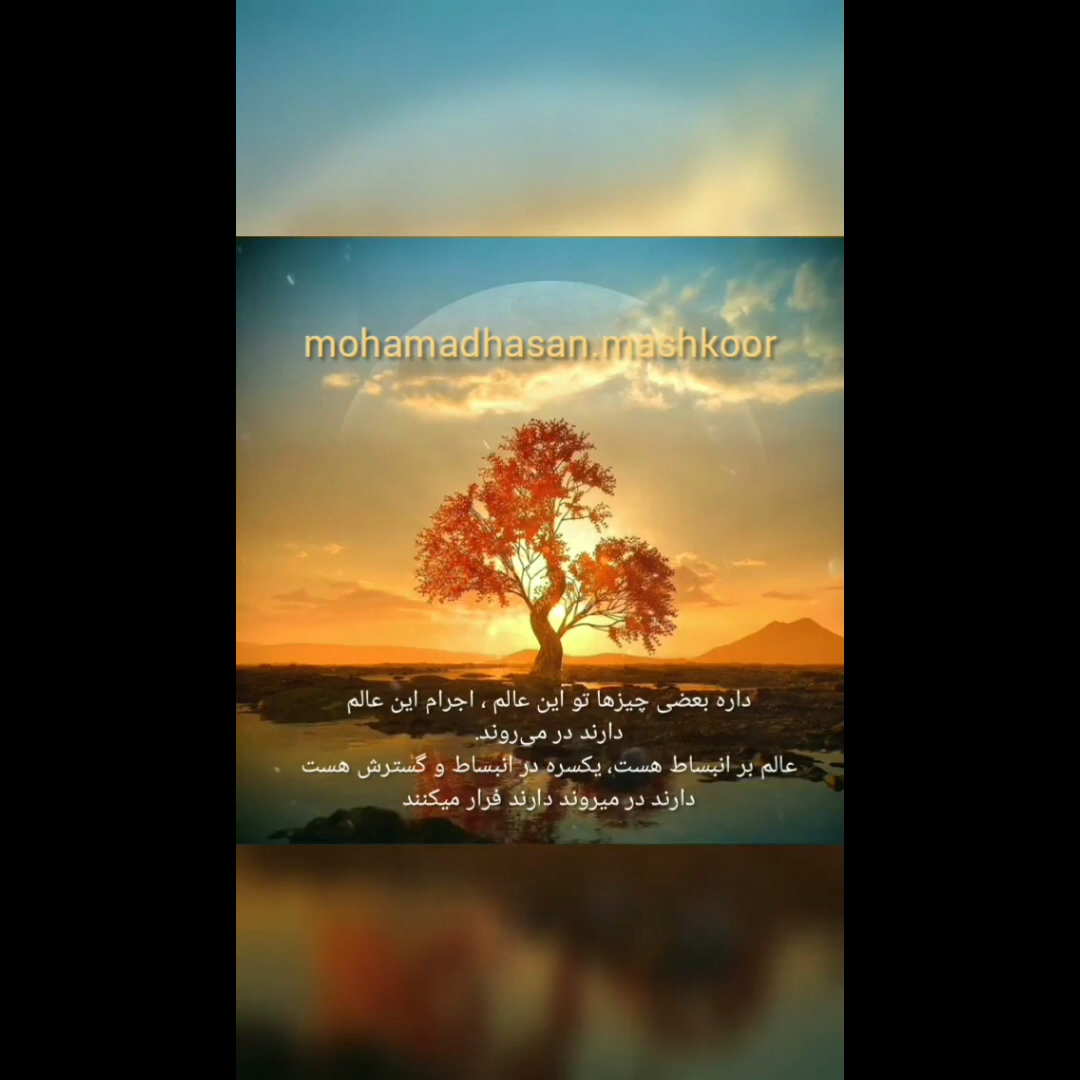 mohamadhasan.mashkoor
داره بعضی چیزها تو این عالم ، اجرام این عالم
دارند در می‌روند.
عالم بر انبساط هست، یکسره در انبساط و گسترش هست
دارند در میروند دارند فرار میکنند